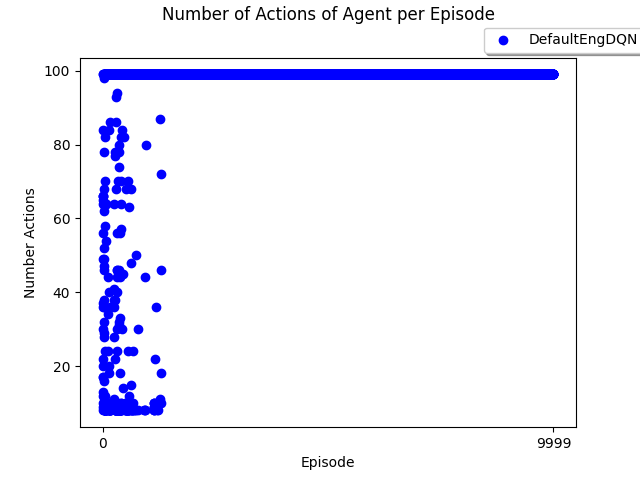 Number of Actions of Agent per Episode
DefaultEngDQN
100
80
60
40
20
Number Actions
0
9999
Episode